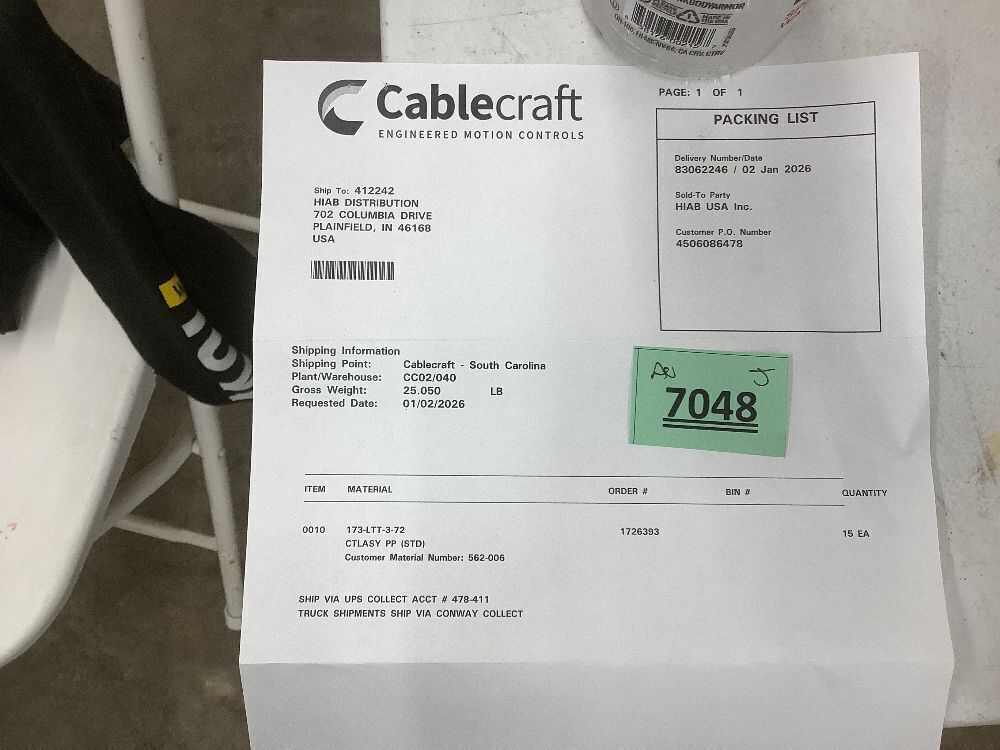 Cablecraft
ENGINEERED MOTION CONTROLS
PAGE: 1 OF 1
PACKING LIST
Delivery Number/Date
83062246 / 02 Jan 2026
Sold-To Party
HIAB USA Inc.
Customer P.O. Number
4506086478
Ship To: 412242
HIAB DISTRIBUTION
702 COLUMBIA DRIVE
PLAINFIELD, IN 46168
USA
Shipping Information
Shipping Point: Cablecraft - South Carolina
Plant/Warehouse: CC02/040
Gross Weight: 25.050 LB
Requested Date: 01/02/2026
7048
ITEM MATERIAL ORDER # BIN # QUANTITY
0010 173-LTT-3-72 1726393 15 EA
CTLASY PP (STD)
Customer Material Number: 562-006
SHIP VIA UPS COLLECT ACCT # 478-411
TRUCK SHIPMENTS SHIP VIA CONWAY COLLECT